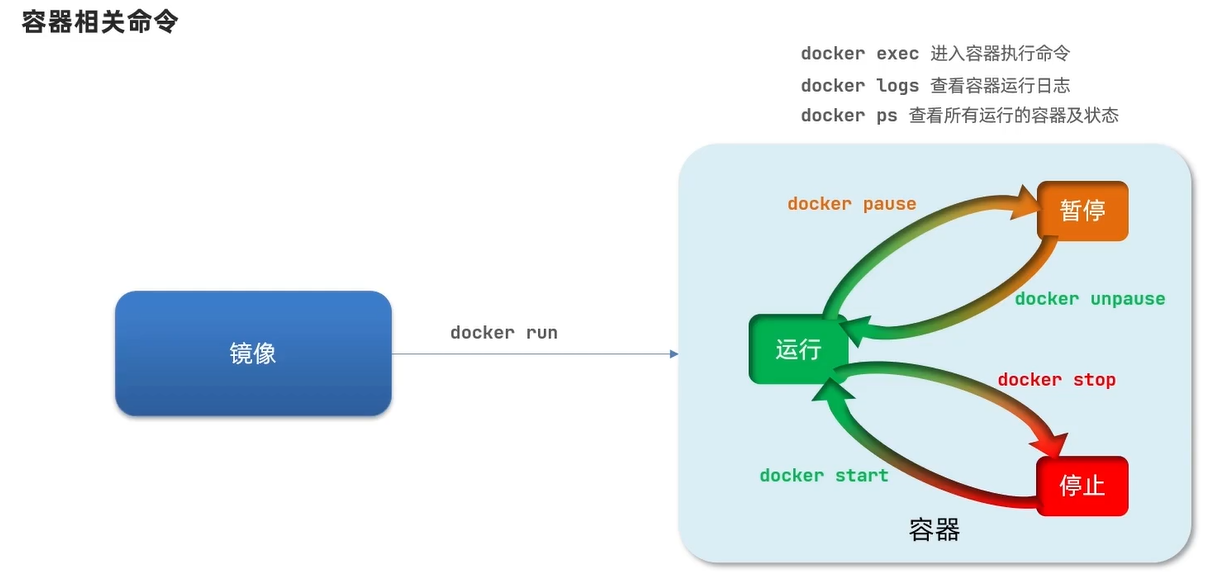 容器相关命令
docker exec 进入容器执行命令
docker logs 查看容器运行日志
docker ps 查看所有运行的容器及状态
docker pause
暂停
docker unpause
镜像
docker run
运行
docker stop
docker start
停止
容器